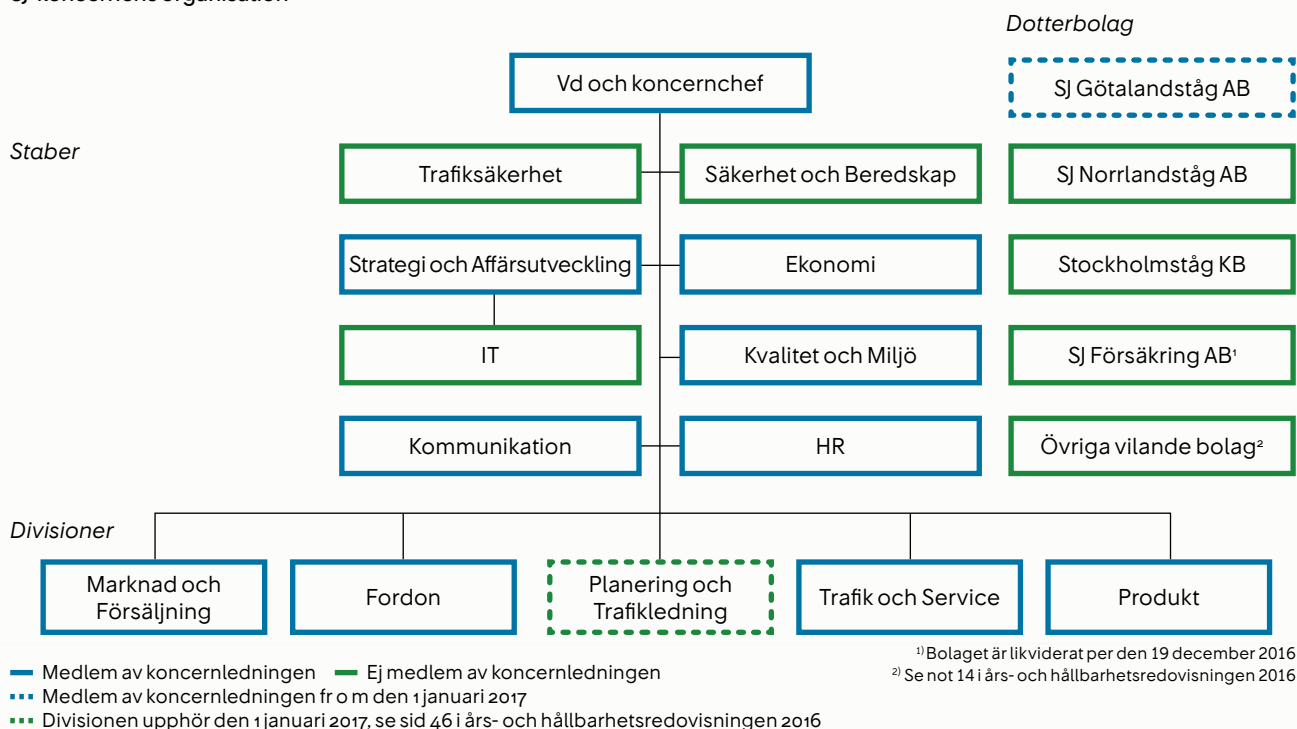 SJ-koncernens organisation
Dotterbolag
Vd och koncernchef
SJ Götalandståg AB
Staber
Trafiksäkerhet
Säkerhet och Beredskap
SJ Norrlandståg AB
Strategi och Affärsutveckling
Ekonomi
Stockholmståg KB
IT
Kvalitet och Miljö
SJ Försäkring AB¹
Kommunikation
HR
Övriga vilande bolag²
Divisioner
Marknad och
Försäljning
Fordon
Planering och
Trafikledning
Trafik och Service
Produkt
Medlem av koncernledningen
Ej medlem av koncernledningen
Medlem av koncernledningen fr o m den 1 januari 2017
Divisionen upphör den 1 januari 2017, se sid 46 i års- och hållbarhetsredovisningen 2016
¹⁾ Bolaget är likviderat per den 19 december 2016
²⁾ Se not 14 i års- och hållbarhetsredovisningen 2016